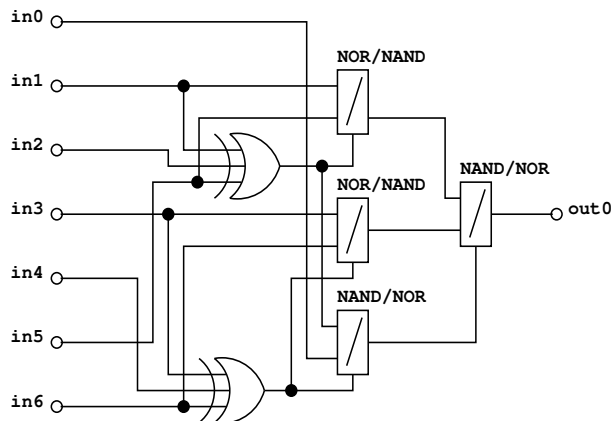 in0
NOR/NAND
in1
in2
NAND/NOR
NOR/NAND
in3
out0
in4
NAND/NOR
in5
in6